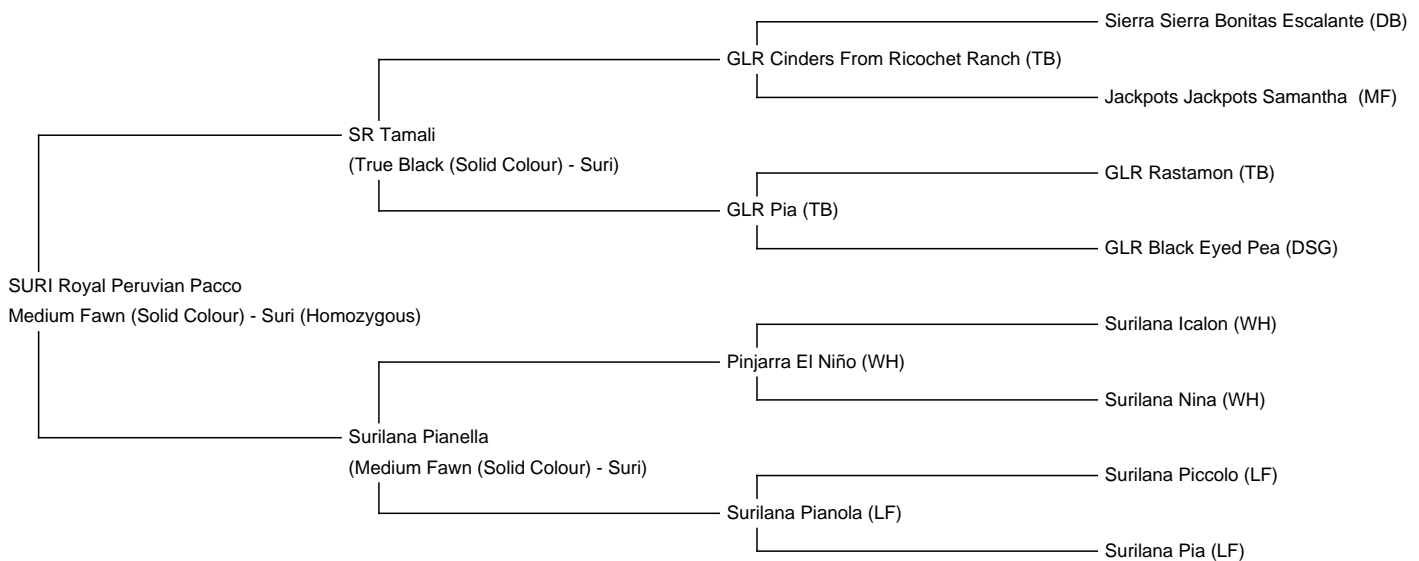 Sierra Sierra Bonitas Escalante (DB)
GLR Cinders From Ricochet Ranch (TB)
Jackpots Jackpots Samantha  (MF)
SR Tamali
(True Black (Solid Colour) - Suri)
GLR Rastamon (TB)
GLR Pia (TB)
GLR Black Eyed Pea (DSG)
SURI Royal Peruvian Pacco
Medium Fawn (Solid Colour) - Suri (Homozygous)
Surilana Icalon (WH)
Pinjarra El Niño (WH)
Surilana Nina (WH)
Surilana Pianella
(Medium Fawn (Solid Colour) - Suri)
Surilana Piccolo (LF)
Surilana Pianola (LF)
Surilana Pia (LF)